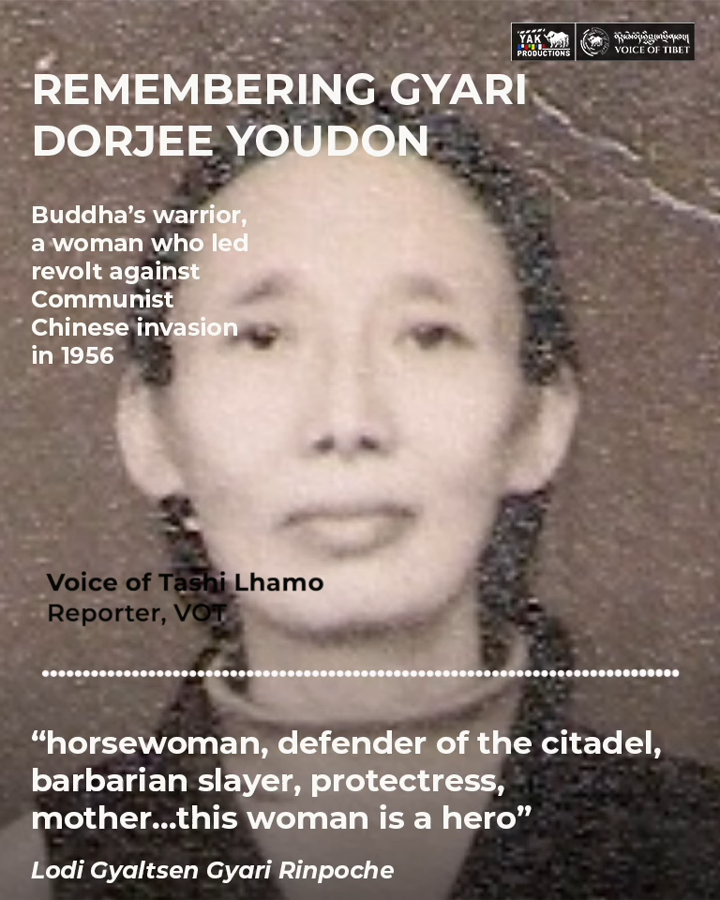 YAK
PRODUCTIONS
VOICE OF TIBET
REMEMBERING GYARI
DORJEE YOUDON
Buddha’s warrior,
a woman who led
revolt against
Communist
Chinese invasion
in 1956
Voice of Tashi Lhamo
Reporter, VOT
“horsewoman, defender of the citadel,
barbarian slayer, protectress,
mother...this woman is a hero”
Lodi Gyaltsen Gyari Rinpoche